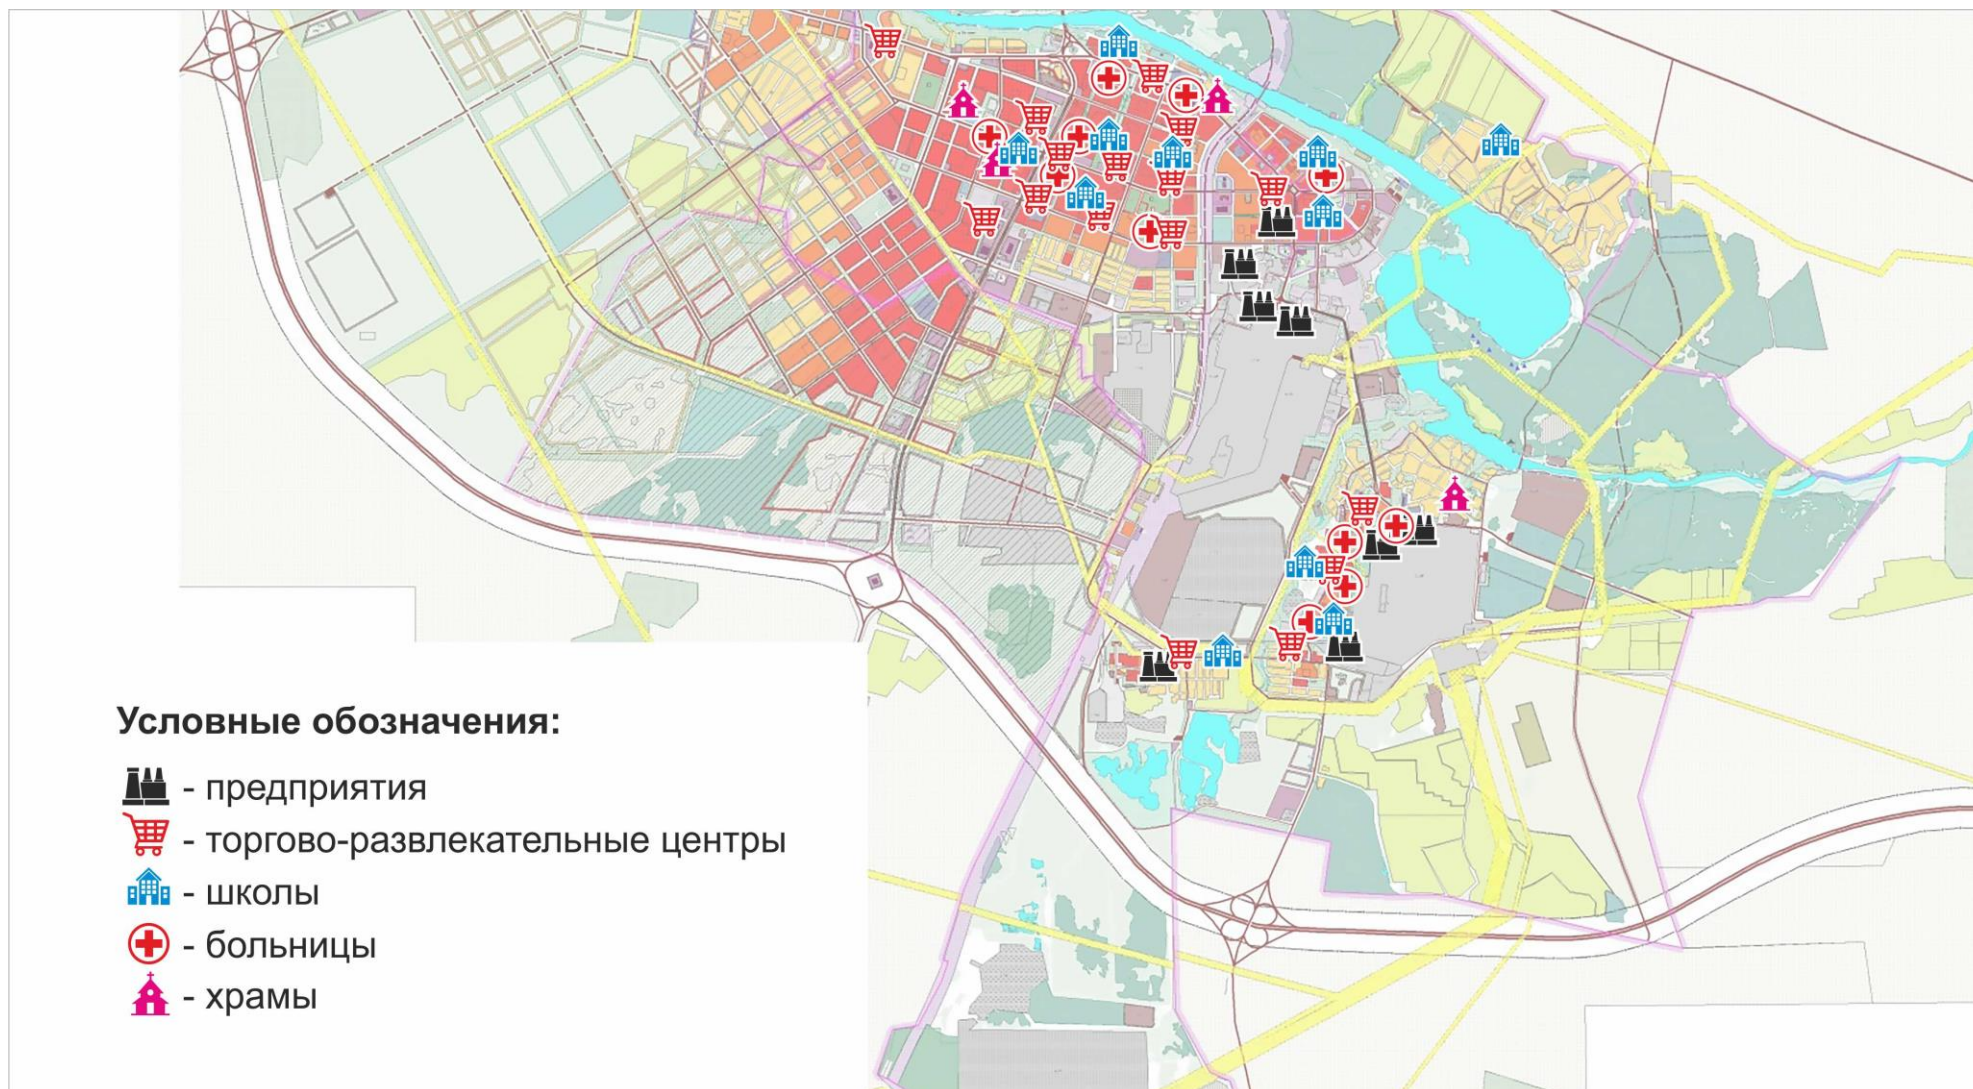 Условные обозначения:
- предприятия
- торгово-развлекательные центры
- школы
- больницы
- храмы